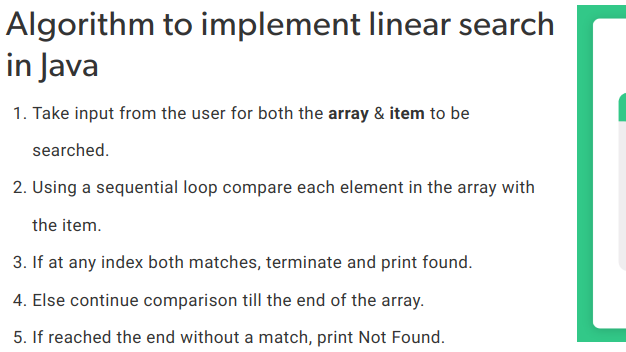 Algorithm to implement linear search
in Java
1. Take input from the user for both the array & item to be
searched.
2. Using a sequential loop compare each element in the array with
the item.
3. If at any index both matches, terminate and print found.
4. Else continue comparison till the end of the array.
5. If reached the end without a match, print Not Found.